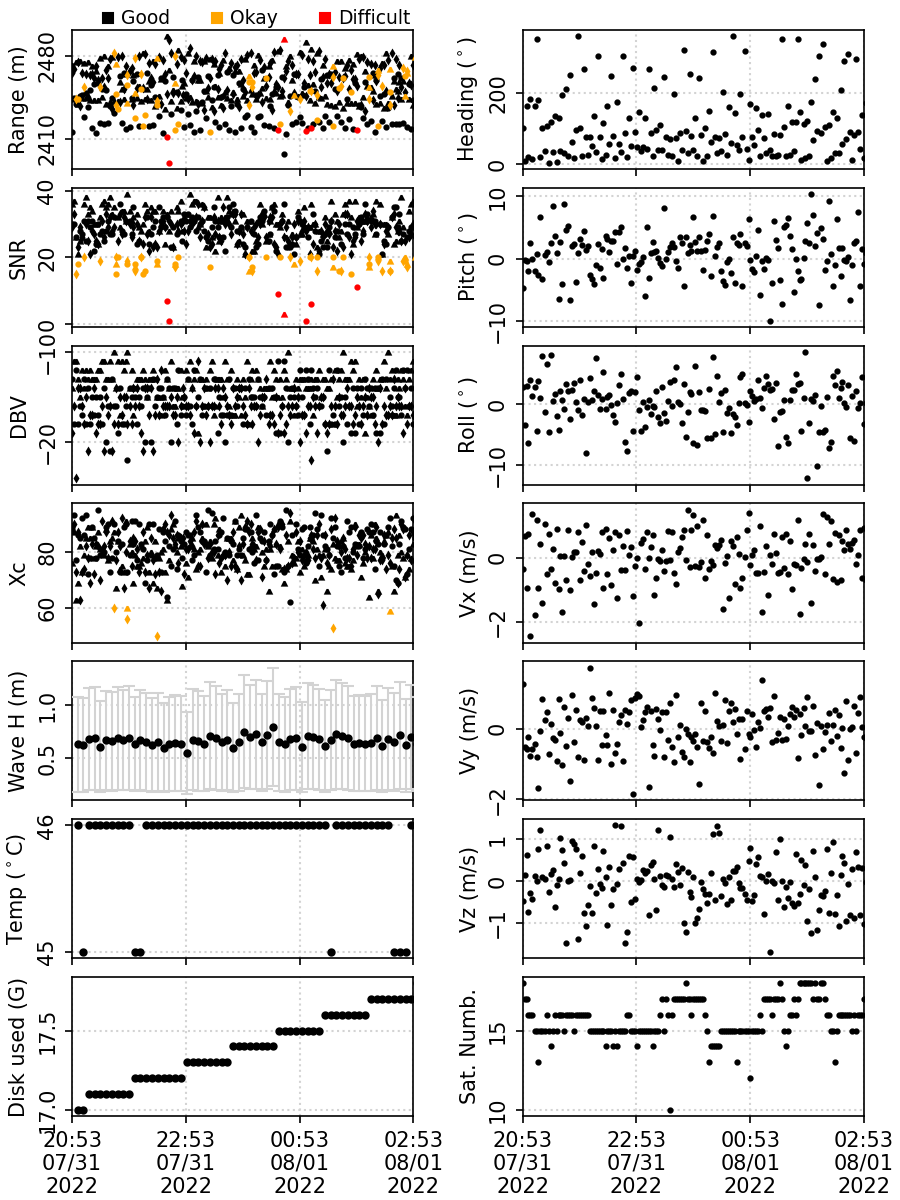 Good Okay Difficult
Range (m)
2480
2410
Heading (°)
200
0
SNR
40
20
00
Pitch (°)
10
0
−10
DBV
−10
−20
Roll (°)
0
−10
Xc
80
60
Vx (m/s)
0
−2
Wave H (m)
1.0
0.5
Vy (m/s)
0
−2
Temp (°C)
46
45
Vz (m/s)
1
0
−1
Disk used (G)
17.5
17.0
Sat. Numb.
15
10
20:53 22:53 00:53 02:53
07/31 07/31 08/01 08/01
2022 2022 2022 2022
20:53 22:53 00:53 02:53
07/31 07/31 08/01 08/01
2022 2022 2022 2022